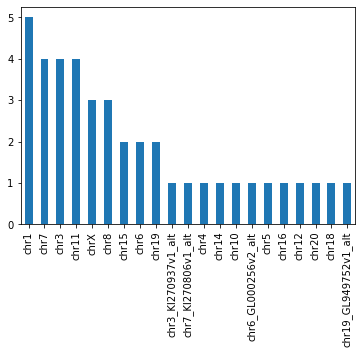 5
4
3
2
1
0
chr1
chr7
chr3
chr11
chrX
chr8
chr15
chr6
chr19
chr3_KI270937v1_alt
chr7_KI270806v1_alt
chr4
chr14
chr10
chr6_GL000256v2_alt
chr5
chr16
chr12
chr20
chr18
chr19_GL949752v1_alt